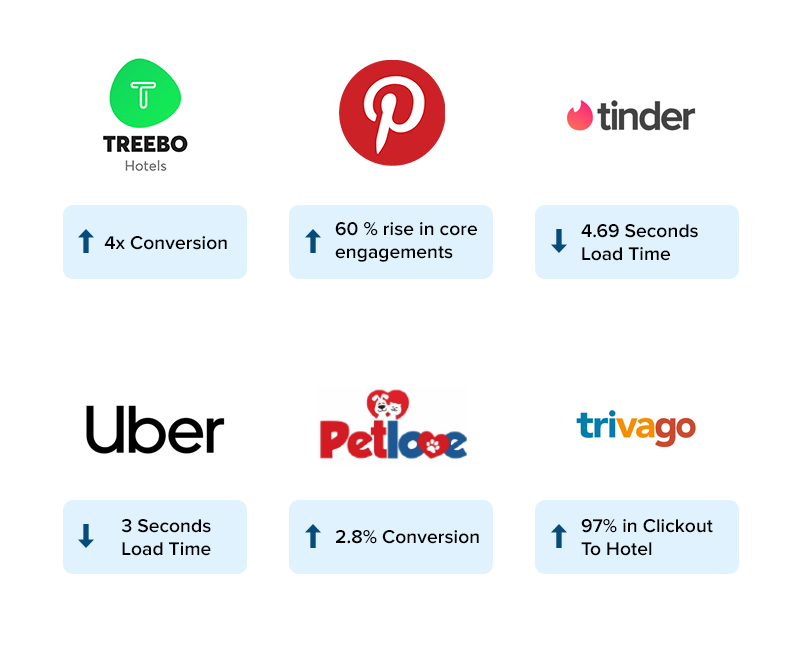 TREEBO
Hotels
tinder
4x Conversion
60 % rise in core
engagements
4.69 Seconds
Load Time
Uber
Petlove
trivago
3 Seconds
Load Time
2.8% Conversion
97% in Clickout
To Hotel